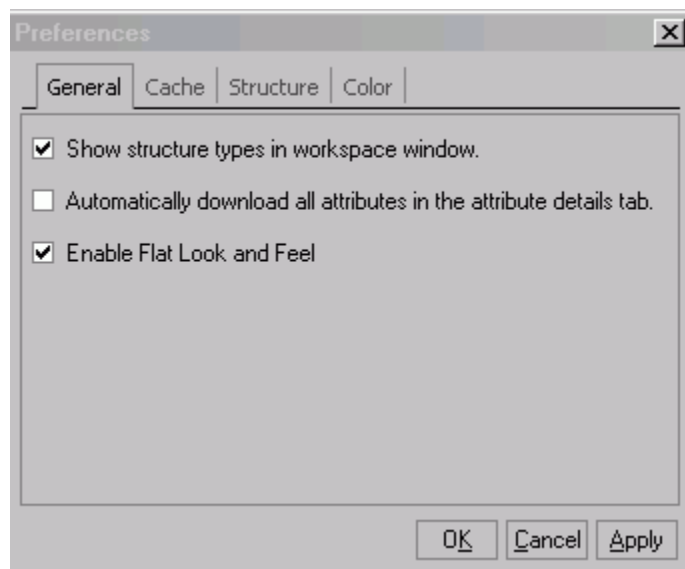 Preferences
General Cache Structure Color
Show structure types in workspace window.
Automatically download all attributes in the attribute details tab.
Enable Flat Look and Feel
OK Cancel Apply